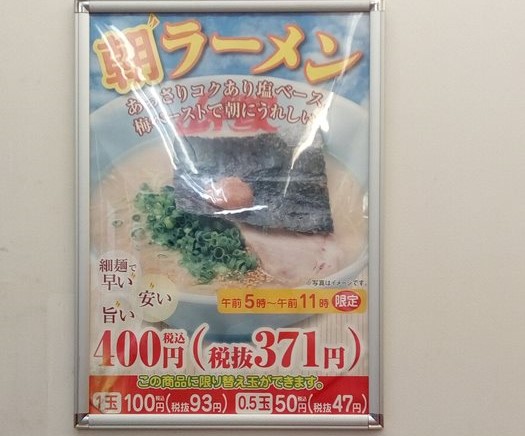 朝ラーメン
あっさりコクあり塩ベース
梅ペーストで朝にうれしい
※写真はイメージです。
細麺で
早い
安い
旨い
午前5時〜午前11時 限定
400円税込(税抜371円)
この商品に限り替え玉ができます。
1玉 100円税込(税抜93円) 0.5玉 50円税込(税抜47円)